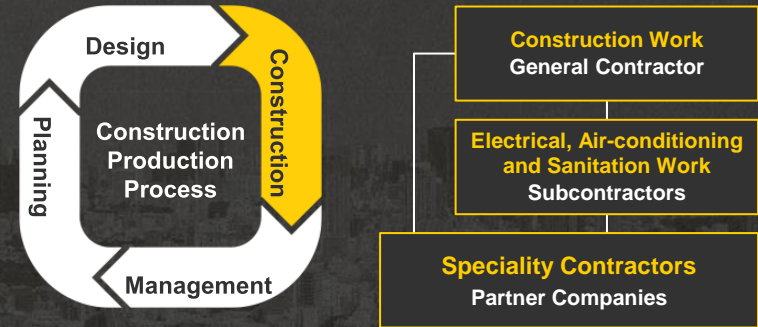 Design
Construction
Planning
Construction
Production
Process
Management
Construction Work
General Contractor
Electrical, Air-conditioning
and Sanitation Work
Subcontractors
Speciality Contractors
Partner Companies